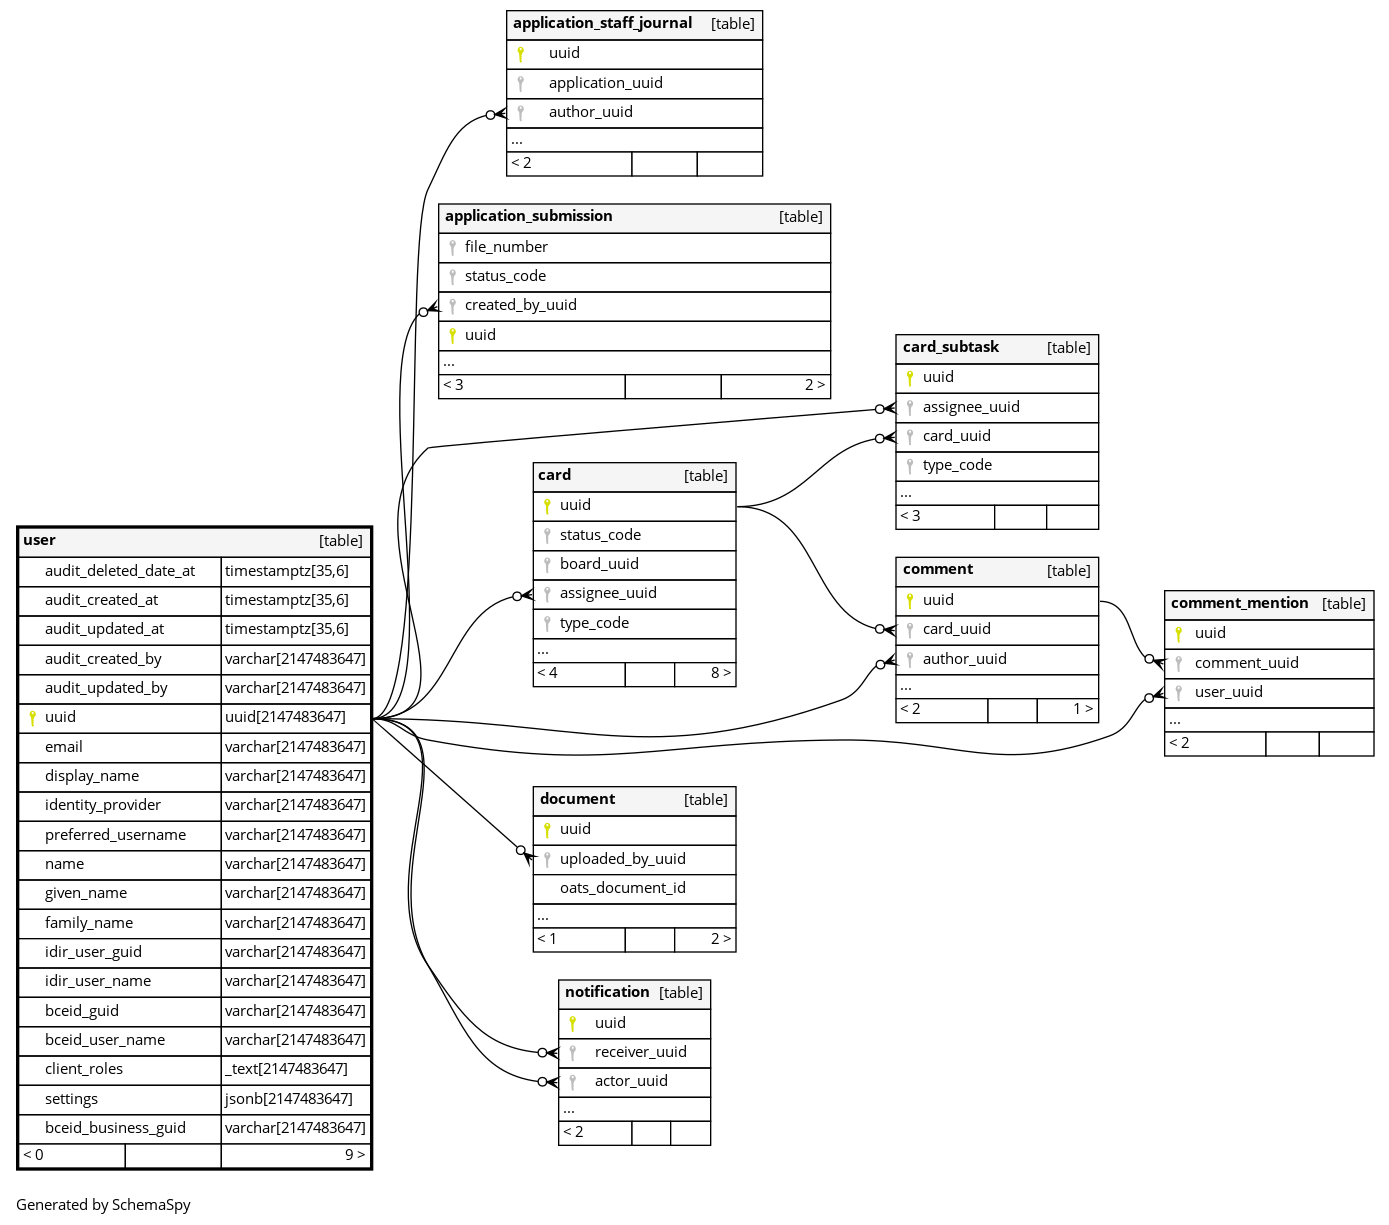 application_staff_journal [table]
uuid
application_uuid
author_uuid
...
< 2
application_submission [table]
file_number
status_code
created_by_uuid
uuid
...
< 3 2 >
card_subtask [table]
uuid
assignee_uuid
card_uuid
type_code
...
< 3
card [table]
uuid
status_code
board_uuid
assignee_uuid
type_code
...
< 4 8 >
user [table]
audit_deleted_date_at timestamptz[35,6]
audit_created_at timestamptz[35,6]
audit_updated_at timestamptz[35,6]
audit_created_by varchar[2147483647]
audit_updated_by varchar[2147483647]
uuid uuid[2147483647]
email varchar[2147483647]
display_name varchar[2147483647]
identity_provider varchar[2147483647]
preferred_username varchar[2147483647]
name varchar[2147483647]
given_name varchar[2147483647]
family_name varchar[2147483647]
idir_user_guid varchar[2147483647]
idir_user_name varchar[2147483647]
bceid_guid varchar[2147483647]
bceid_user_name varchar[2147483647]
client_roles _text[2147483647]
settings jsonb[2147483647]
bceid_business_guid varchar[2147483647]
< 0 9 >
comment [table]
uuid
card_uuid
author_uuid
...
< 2 1 >
comment_mention [table]
uuid
comment_uuid
user_uuid
...
< 2
document [table]
uuid
uploaded_by_uuid
oats_document_id
...
< 1 2 >
notification [table]
uuid
receiver_uuid
actor_uuid
...
< 2
Generated by SchemaSpy